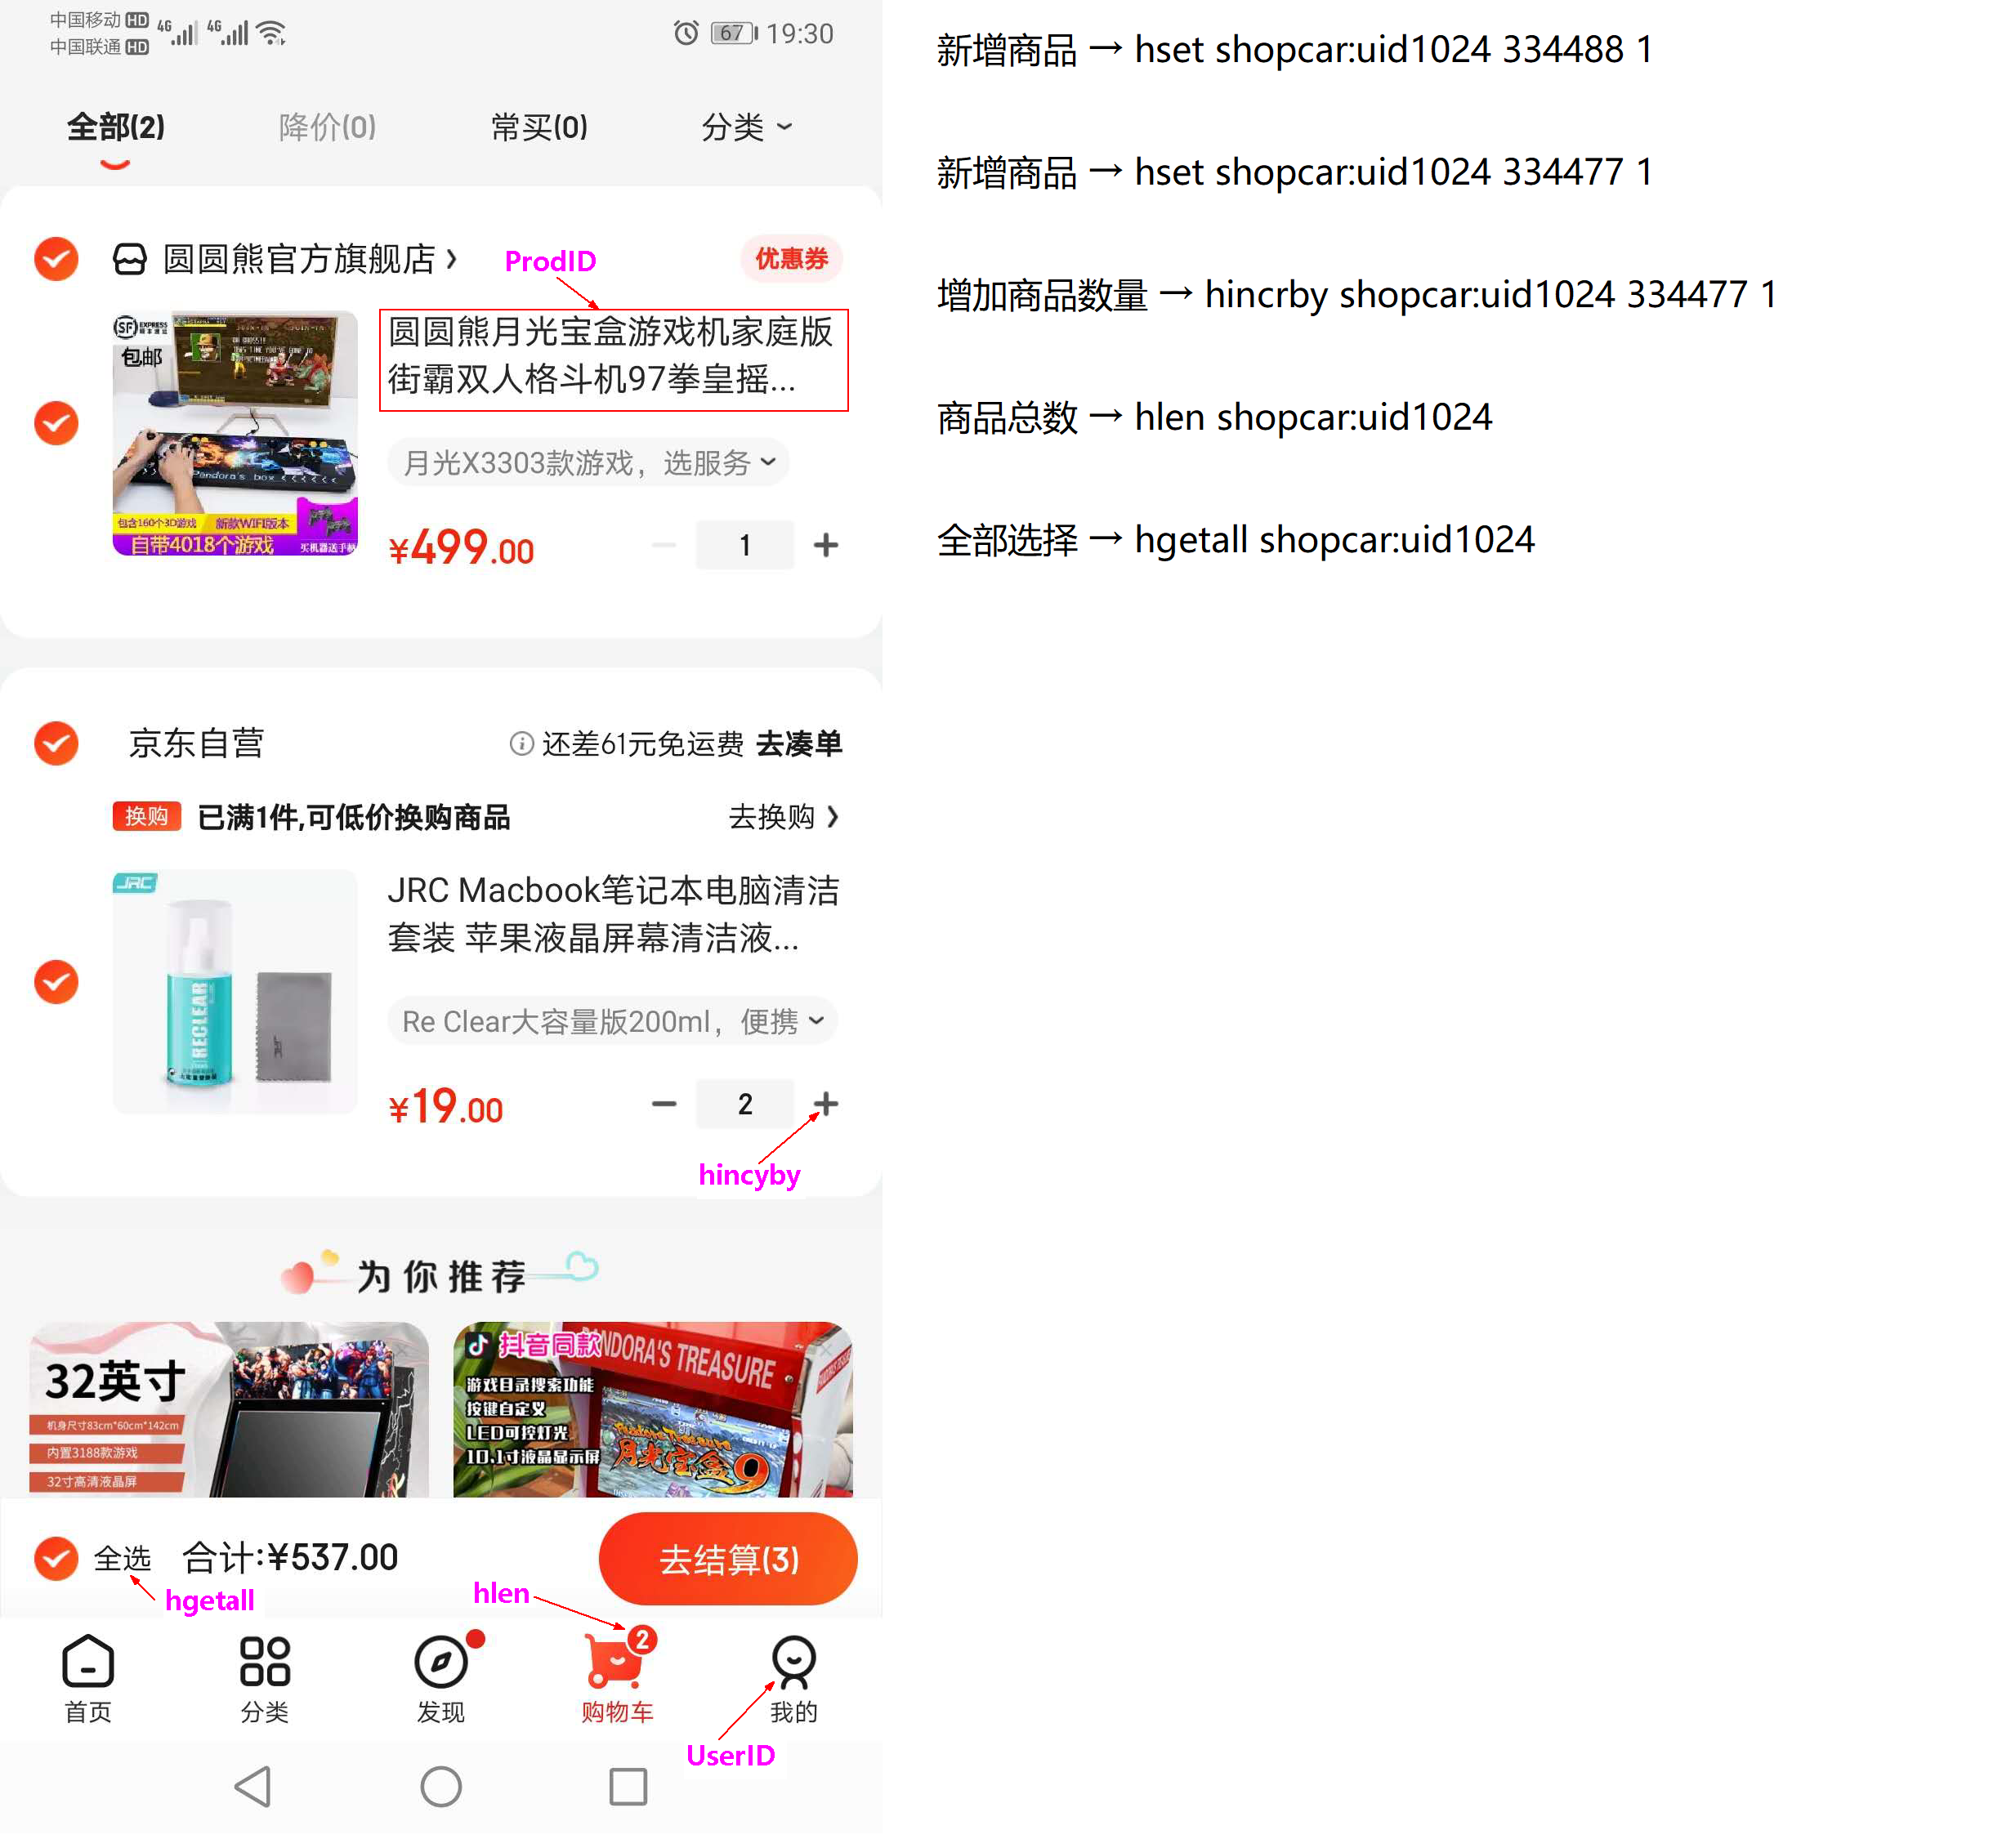 中国移动 HD 4G 4G
中国联通 HD
67 19:30
全部(2) 降价(0) 常买(0) 分类
圆圆熊官方旗舰店
ProdID
优惠券
圆圆熊月光宝盒游戏机家庭版
街霸双人格斗机97拳皇摇...
SF EXPRESS
包邮
Pandora's box
包含160个3D游戏 新款WIFI版本
自带4018个游戏 买机器送手柄
月光X3303款游戏，选服务
¥499.00
1
京东自营
还差61元免运费 去凑单
换购 已满1件,可低价换购商品 去换购
JRC
RECLEAR
JRC Macbook笔记本电脑清洁
套装 苹果液晶屏幕清洁液...
Re Clear大容量版200ml，便携
¥19.00
2
hincyby
为你推荐
32英寸
机身尺寸83cm*60cm*142cm
内置3188款游戏
32寸高清液晶屏
抖音同款
NDORA'S TREASURE
游戏目录搜索功能
按键自定义
LED可控灯光
10.1寸液晶显示屏
Pandora Treasure
月光宝盒9
全选 合计:¥537.00
去结算(3)
hgetall
hlen
2
首页 分类 发现 购物车 我的
UserID
新增商品 → hset shopcar:uid1024 334488 1
新增商品 → hset shopcar:uid1024 334477 1
增加商品数量 → hincrby shopcar:uid1024 334477 1
商品总数 → hlen shopcar:uid1024
全部选择 → hgetall shopcar:uid1024